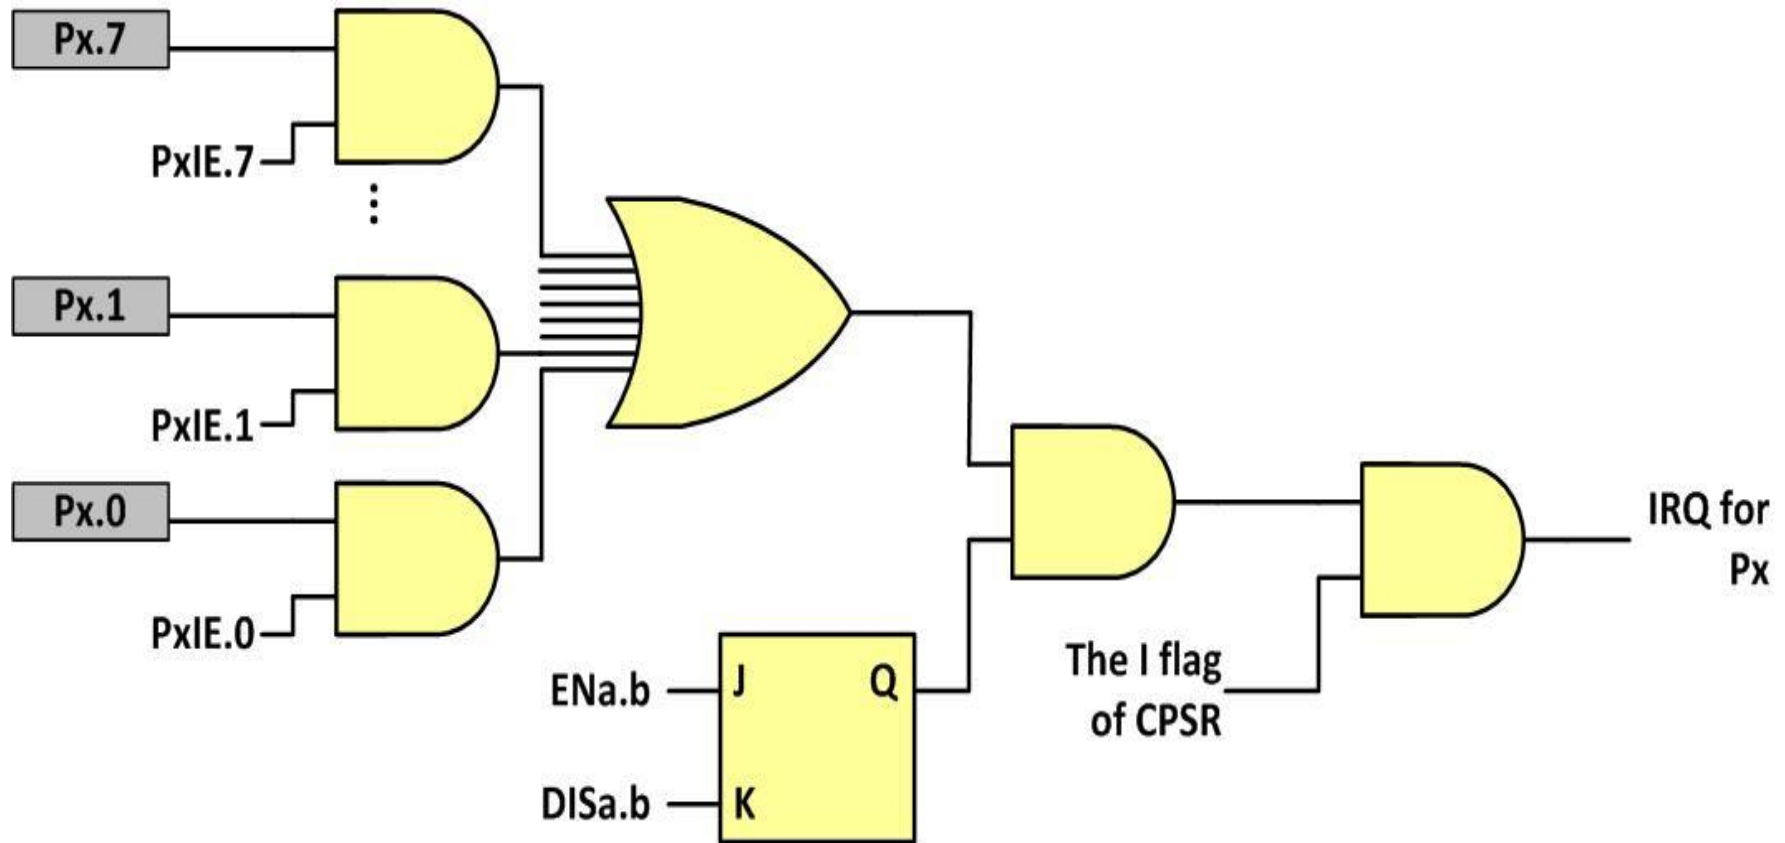 Px.7
PxIE.7
⋮
Px.1
PxIE.1
Px.0
PxIE.0
ENa.b
DISa.b
J
Q
K
The I flag
of CPSR
IRQ for
Px